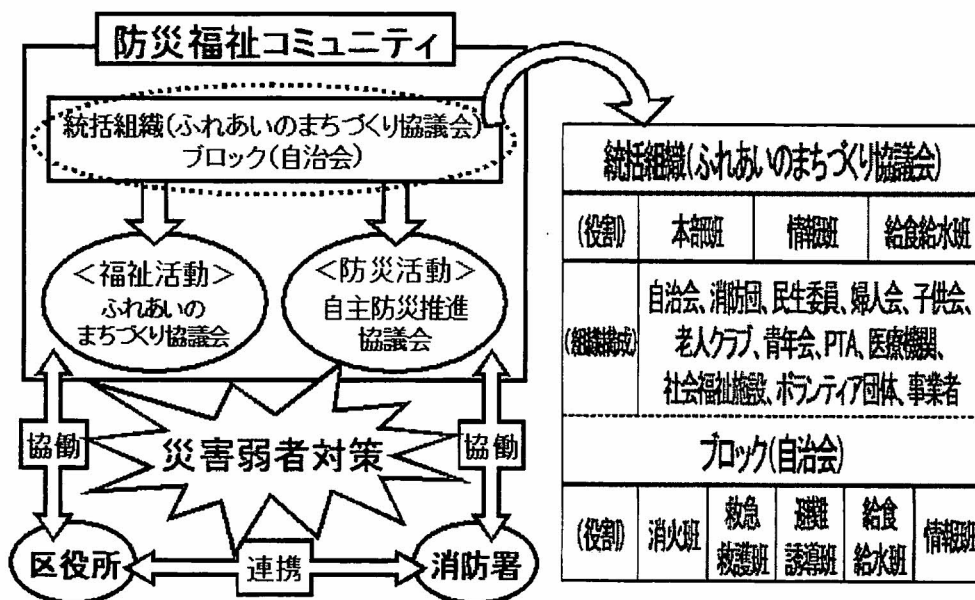 防災福祉コミュニティ
統括組織(ふれあいのまちづくり協議会)
ブロック(自治会)
＜福祉活動＞
ふれあいの
まちづくり協議会
＜防災活動＞
自主防災推進
協議会
協働
災害弱者対策
協働
区役所
連携
消防署
統括組織(ふれあいのまちづくり協議会)
(役割) 本部班 情報班 給食給水班
(組織構成)
自治会、消防団、民生委員、婦人会、子供会、
老人クラブ、青年会、PTA、医療機関、
社会福祉施設、ボランティア団体、事業者
ブロック(自治会)
(役割) 消火班
救急
救護班
避難
誘導班
給食
給水班
情報班